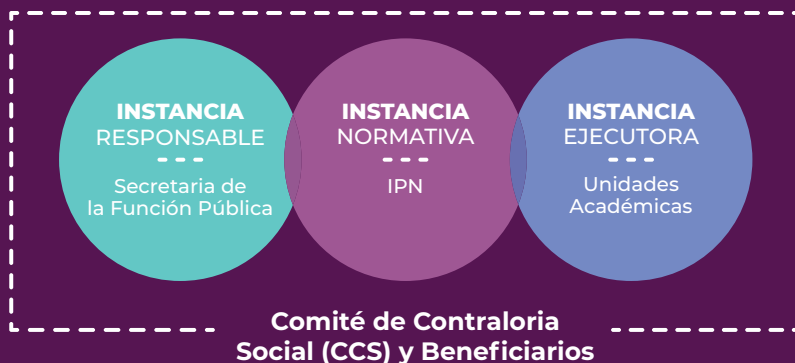 INSTANCIA
RESPONSABLE
Secretaria de
la Función Pública
INSTANCIA
NORMATIVA
IPN
INSTANCIA
EJECUTORA
Unidades
Académicas
Comité de Contraloria
Social (CCS) y Beneficiarios